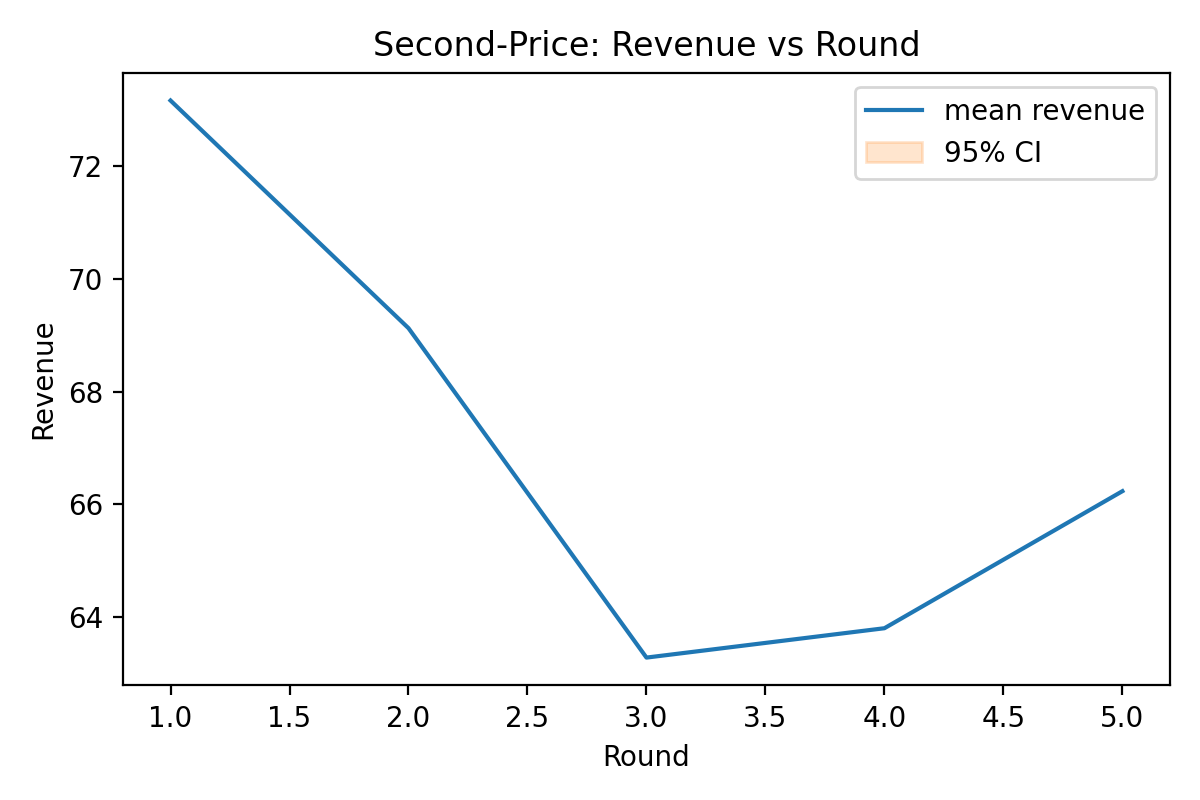 Second-Price: Revenue vs Round
mean revenue
95% CI
72
70
68
66
64
Revenue
1.0 1.5 2.0 2.5 3.0 3.5 4.0 4.5 5.0
Round